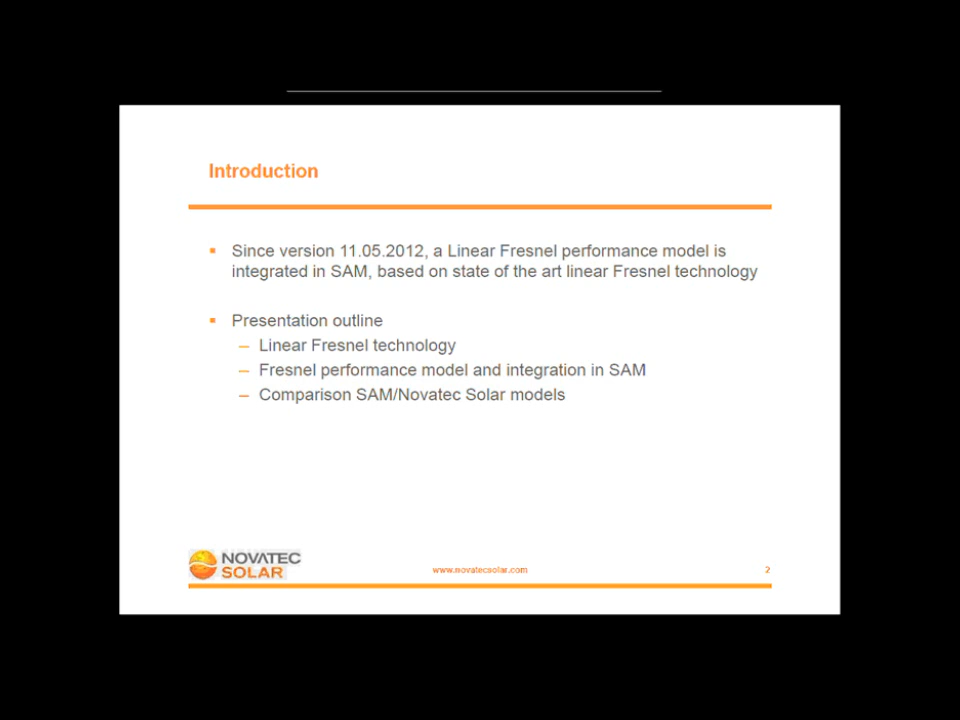 Introduction
▪ Since version 11.05.2012, a Linear Fresnel performance model is
integrated in SAM, based on state of the art linear Fresnel technology
▪ Presentation outline
– Linear Fresnel technology
– Fresnel performance model and integration in SAM
– Comparison SAM/Novatec Solar models
NOVATEC
SOLAR
www.novatecsolar.com
2